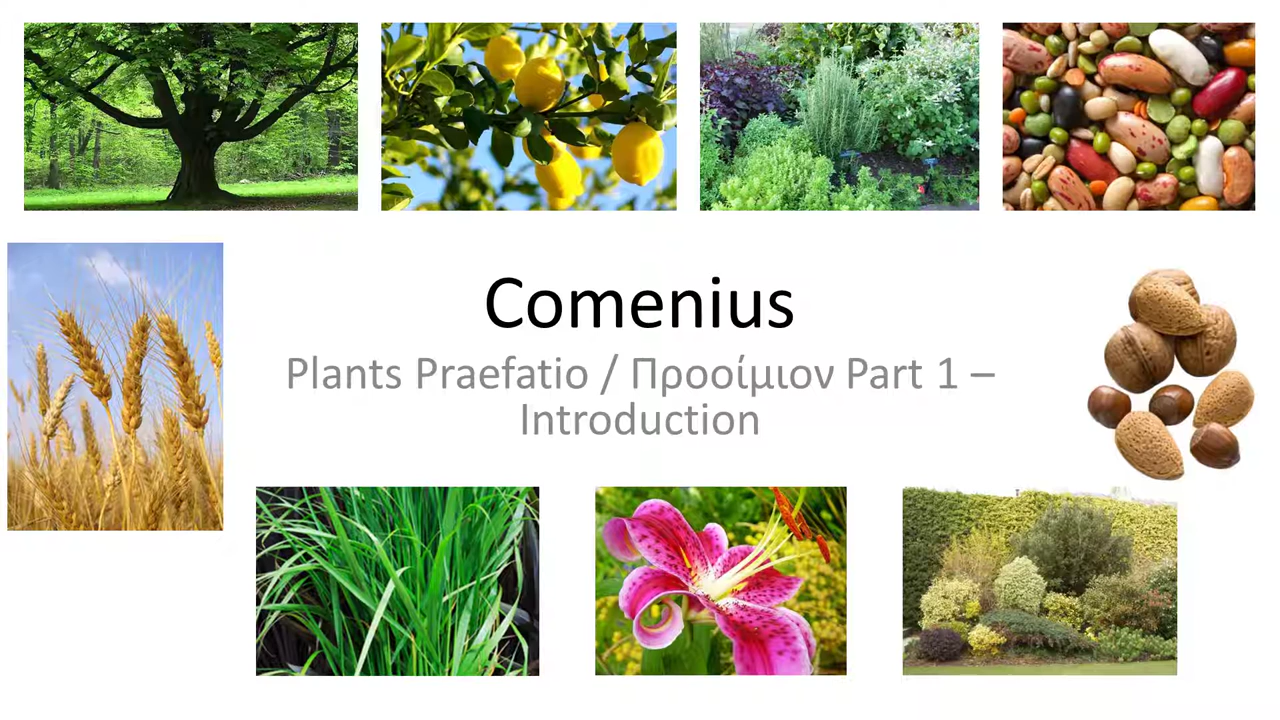 Comenius
Plants Praefatio / Προοίμιον Part 1 –
Introduction